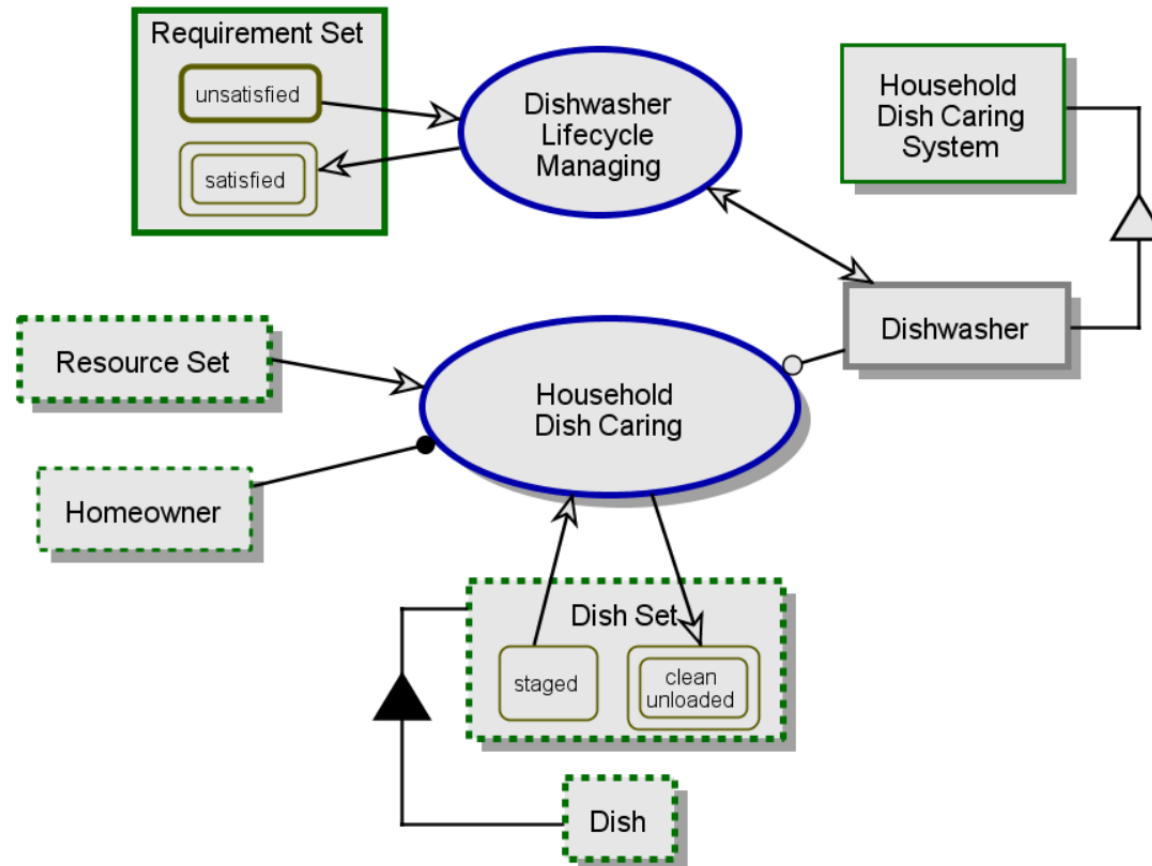 Requirement Set
unsatisfied
satisfied
Dishwasher
Lifecycle
Managing
Household
Dish Caring
System
Dishwasher
Resource Set
Household
Dish Caring
Homeowner
Dish Set
staged
clean
unloaded
Dish